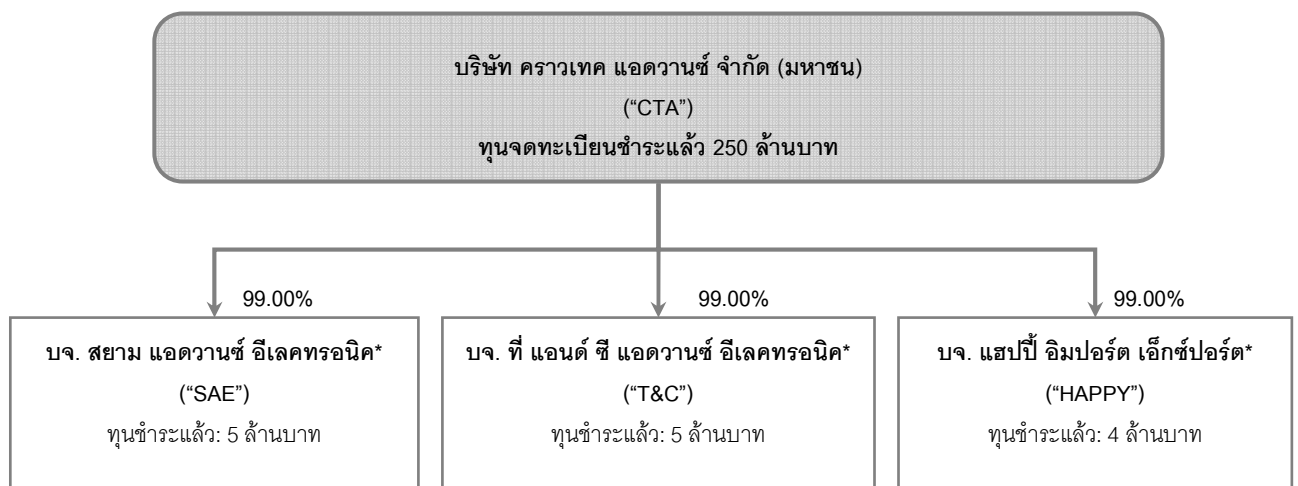 บริษัท คราวเทค แอดวานซ์ จำกัด (มหาชน)
(“CTA”)
ทุนจดทะเบียนชำระแล้ว 250 ล้านบาท
99.00%
99.00%
99.00%
บจ. สยาม แอดวานซ์ อีเลคทรอนิค*
(“SAE”)
ทุนชำระแล้ว: 5 ล้านบาท
บจ. ที่ แอนด์ ซี แอดวานซ์ อีเลคทรอนิค*
(“T&C”)
ทุนชำระแล้ว: 5 ล้านบาท
บจ. แฮปปี้ อิมปอร์ต เอ็กซ์ปอร์ต*
(“HAPPY”)
ทุนชำระแล้ว: 4 ล้านบาท